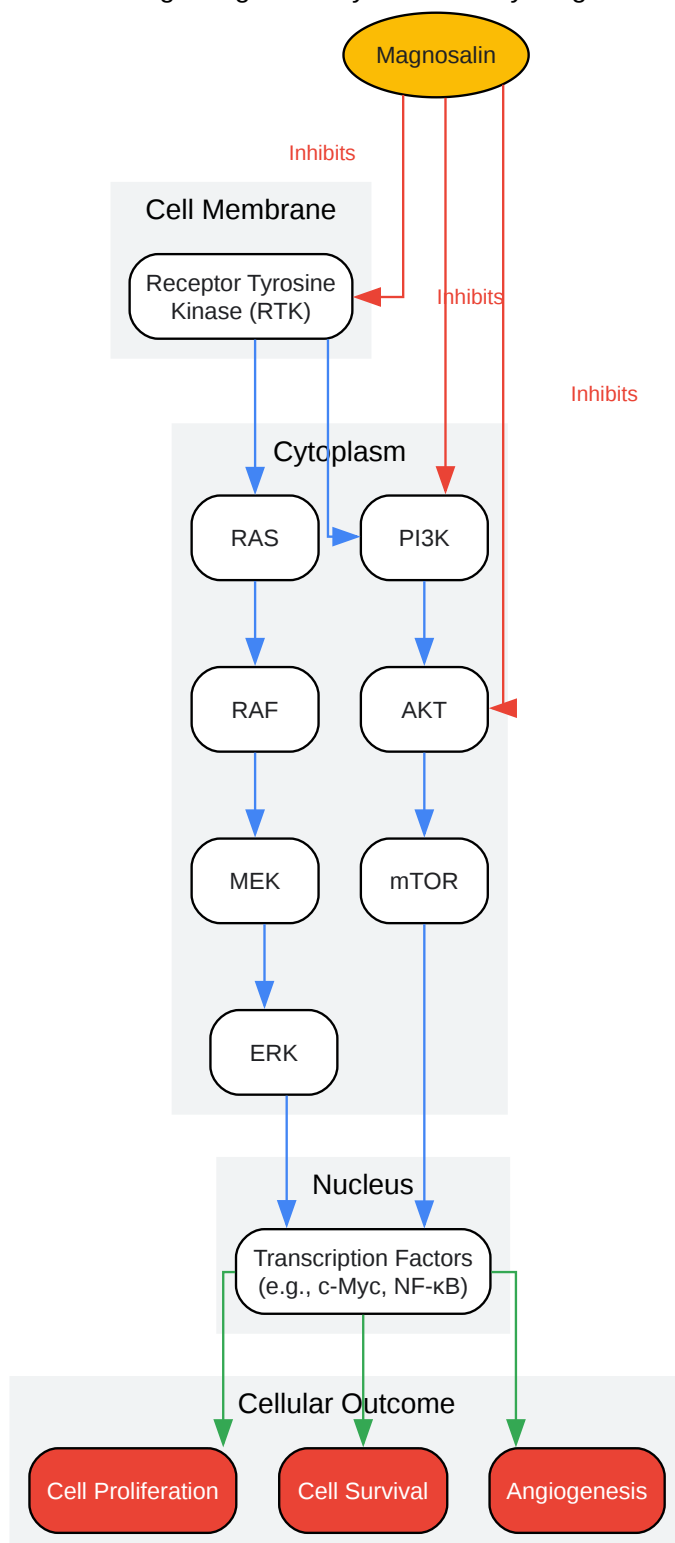 Magnosalin
Inhibits
Cell Membrane
Receptor Tyrosine
Kinase (RTK)
Inhibits
Inhibits
Cytoplasm
RAS
PI3K
RAF
AKT
MEK
mTOR
ERK
Nucleus
Transcription Factors
(e.g., c-Myc, NF-κB)
Cellular Outcome
Cell Proliferation
Cell Survival
Angiogenesis